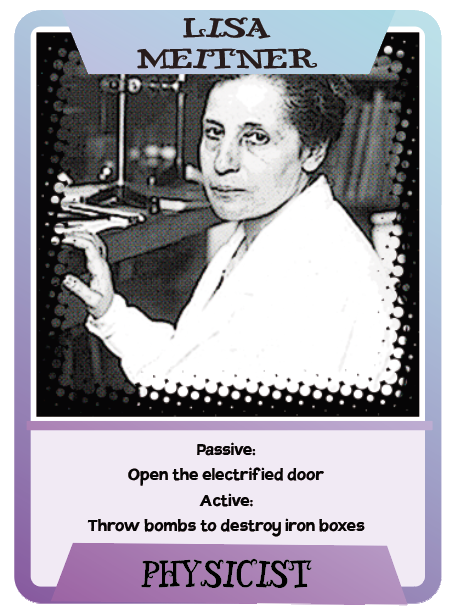 LISA
MEITNER
Passive:
Open the electrified door
Active:
Throw bombs to destroy iron boxes
PHYSICIST